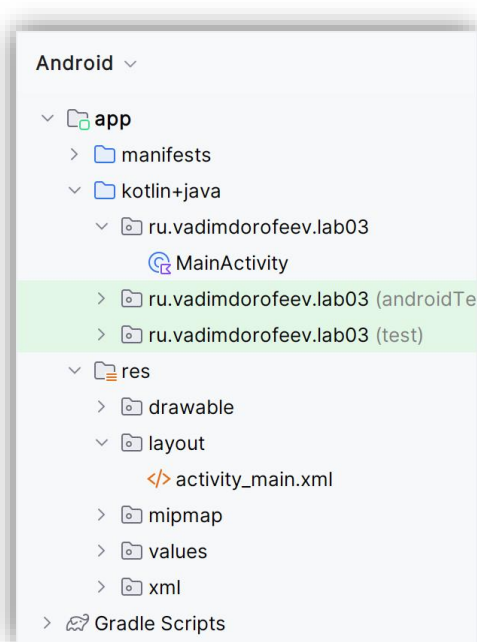 Android
app
manifests
kotlin+java
ru.vadimdorofeev.lab03
MainActivity
ru.vadimdorofeev.lab03 (androidTe
ru.vadimdorofeev.lab03 (test)
res
drawable
layout
activity_main.xml
mipmap
values
xml
Gradle Scripts